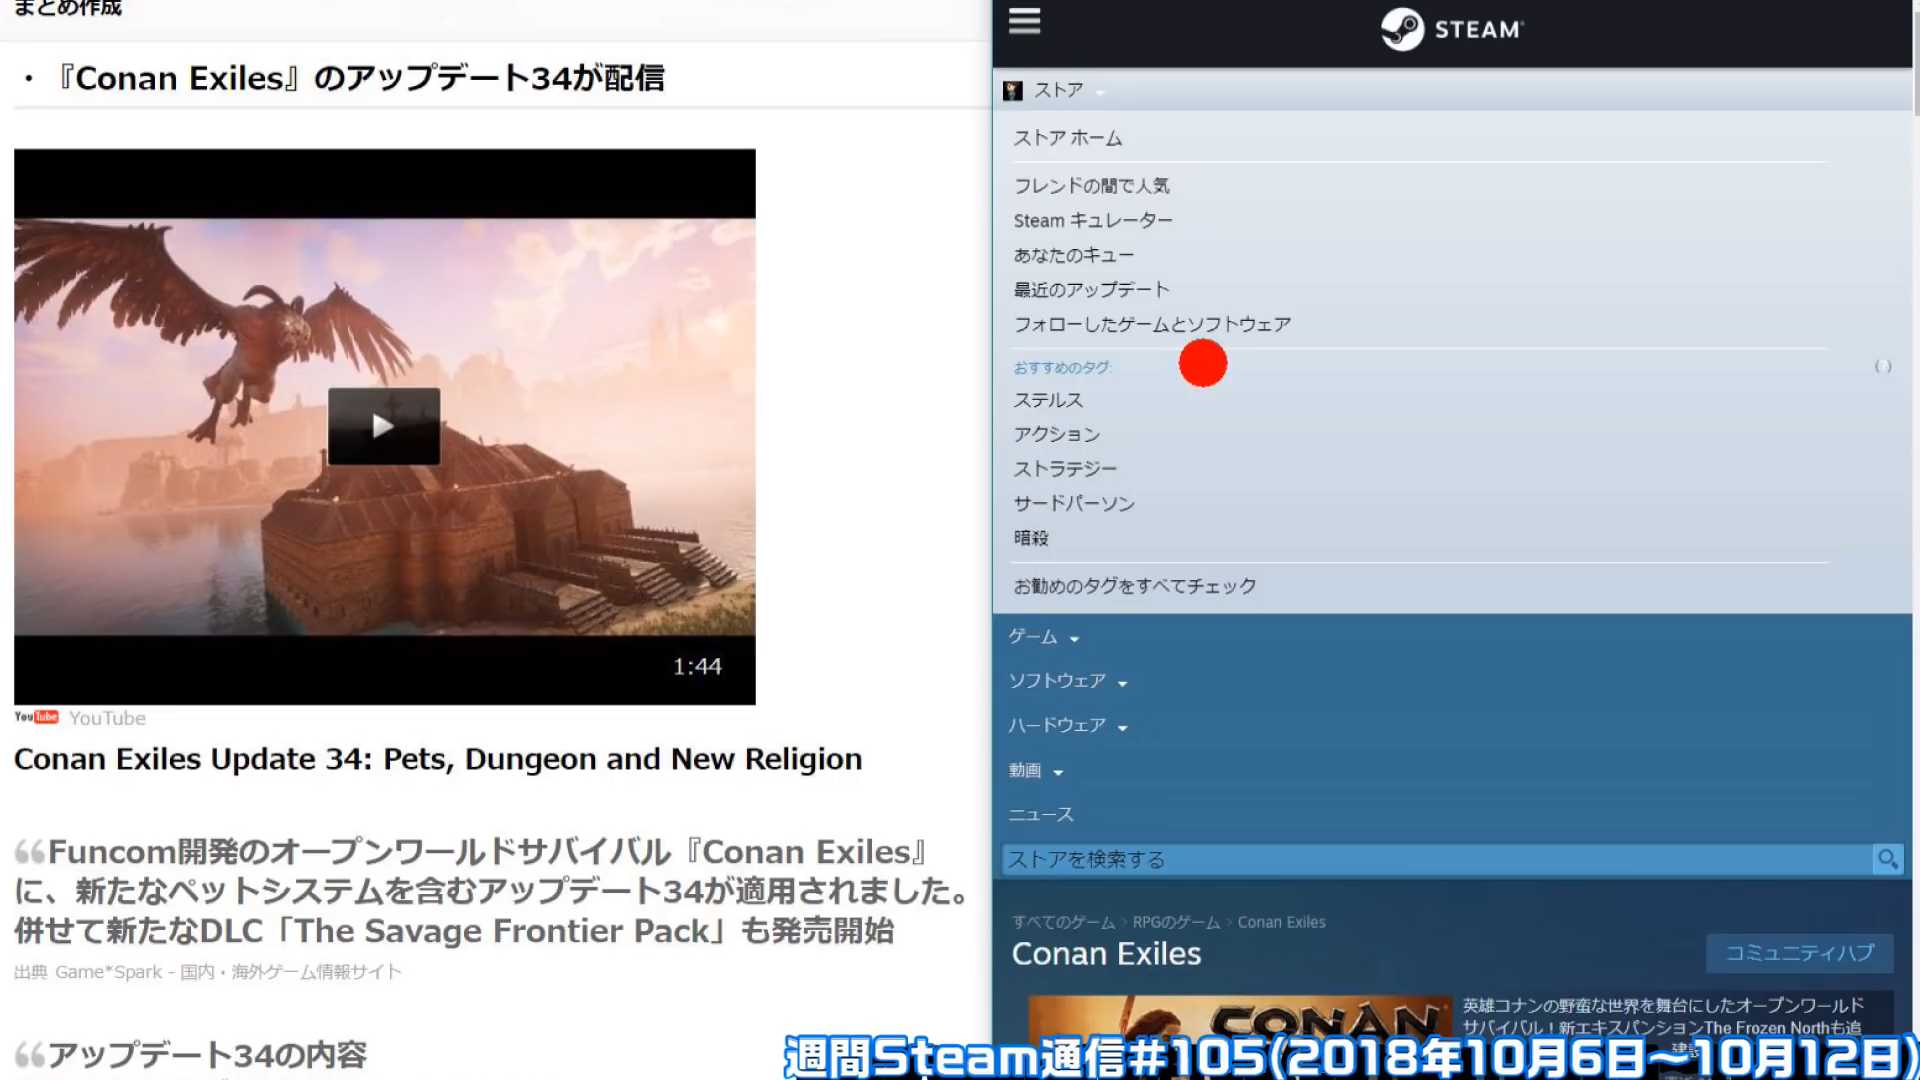 まとめ作成
・『Conan Exiles』のアップデート34が配信
1:44
YouTube YouTube
Conan Exiles Update 34: Pets, Dungeon and New Religion
Funcom開発のオープンワールドサバイバル『Conan Exiles』
に、新たなペットシステムを含むアップデート34が適用されました。
併せて新たなDLC「The Savage Frontier Pack」も発売開始
出典 Game*Spark - 国内・海外ゲーム情報サイト
アップデート34の内容
STEAM
ストア
ストア ホーム
フレンドの間で人気
Steam キュレーター
あなたのキュー
最近のアップデート
フォローしたゲームとソフトウェア
おすすめのタグ:
ステルス
アクション
ストラテジー
サードパーソン
暗殺
お勧めのタグをすべてチェック
ゲーム
ソフトウェア
ハードウェア
動画
ニュース
ストアを検索する
すべてのゲーム > RPGのゲーム > Conan Exiles
Conan Exiles
コミュニティハブ
CONAN
英雄コナンの野蛮な世界を舞台にしたオープンワールド
サバイバル！新エキスパンションThe Frozen Northも追
週間Steam通信#105(2018年10月6日～10月12日)